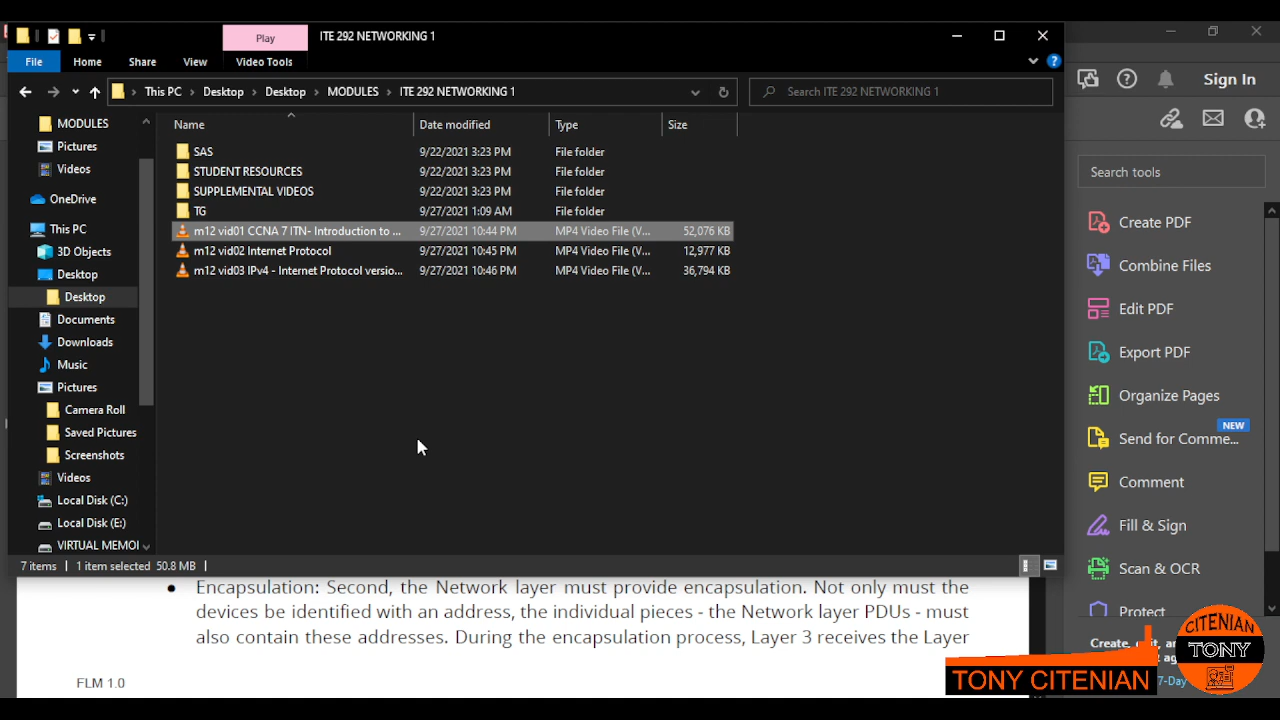 Play
ITE 292 NETWORKING 1
File
Home
Share
View
Video Tools
This PC
Desktop
Desktop
MODULES
ITE 292 NETWORKING 1
Search ITE 292 NETWORKING 1
Sign In
Name
Date modified
Type
Size
MODULES
Pictures
Videos
OneDrive
This PC
3D Objects
Desktop
Desktop
Documents
Downloads
Music
Pictures
Camera Roll
Saved Pictures
Screenshots
Videos
Local Disk (C:)
Local Disk (E:)
VIRTUAL MEMOI
SAS 9/22/2021 3:23 PM File folder
STUDENT RESOURCES 9/22/2021 3:23 PM File folder
SUPPLEMENTAL VIDEOS 9/22/2021 3:23 PM File folder
TG 9/27/2021 1:09 AM File folder
m12 vid01 CCNA 7 ITN- Introduction to ... 9/27/2021 10:44 PM MP4 Video File (V... 52,076 KB
m12 vid02 Internet Protocol 9/27/2021 10:45 PM MP4 Video File (V... 12,977 KB
m12 vid03 IPv4 - Internet Protocol versio... 9/27/2021 10:46 PM MP4 Video File (V... 36,794 KB
7 items
1 item selected 50.8 MB
Search tools
Create PDF
Combine Files
Edit PDF
Export PDF
Organize Pages
NEW
Send for Comme...
Comment
Fill & Sign
Scan & OCR
Protect
Create,
7-Day
Encapsulation: Second, the Network layer must provide encapsulation. Not only must the
devices be identified with an address, the individual pieces - the Network layer PDUs - must
also contain these addresses. During the encapsulation process, Layer 3 receives the Layer
FLM 1.0
TONY CITENIAN
CITENIAN
TONY